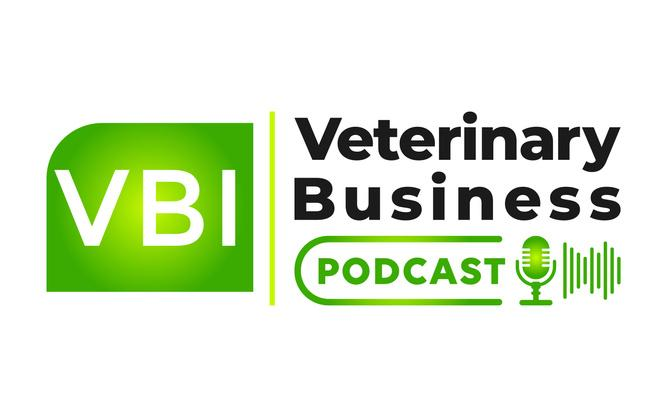 VBI
Veterinary
Business
PODCAST